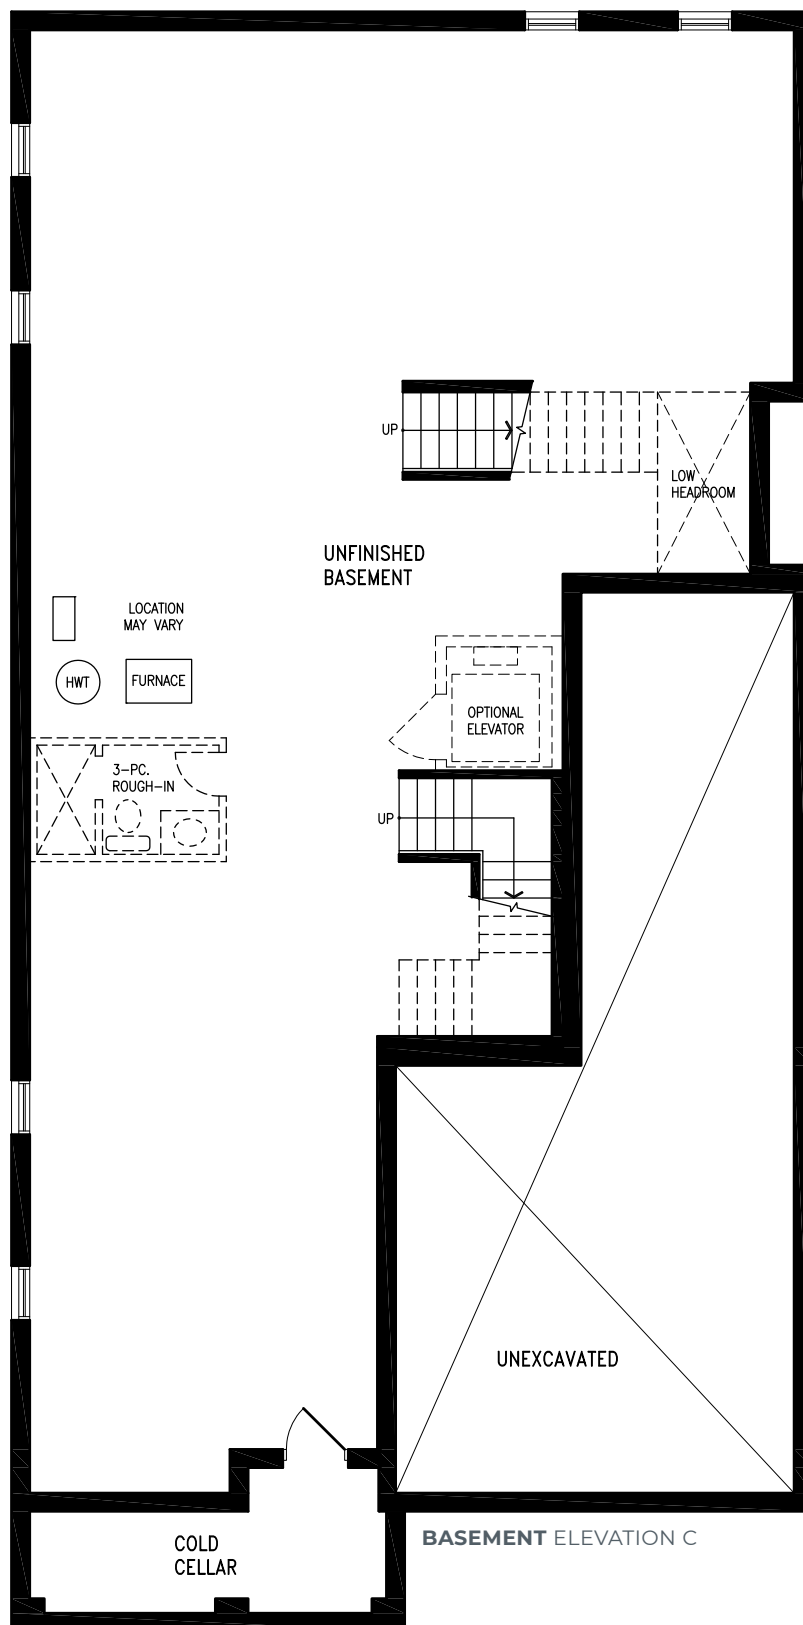 UP
LOW
HEADROOM
UNFINISHED
BASEMENT
LOCATION
MAY VARY
HWT
FURNACE
OPTIONAL
ELEVATOR
3-PC.
ROUGH-IN
UP
UNEXCAVATED
BASEMENT ELEVATION C
COLD
CELLAR